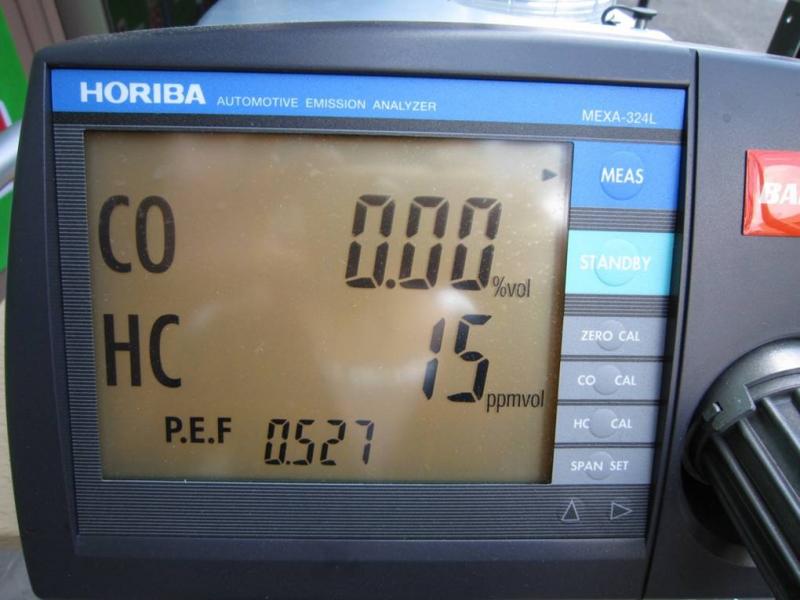 HORIBA AUTOMOTIVE EMISSION ANALYZER
MEXA-324L
MEAS
STANDBY
ZERO CAL
CO CAL
HC CAL
SPAN SET
CO 0.00 %vol
HC 15 ppmvol
P.E.F 0.527